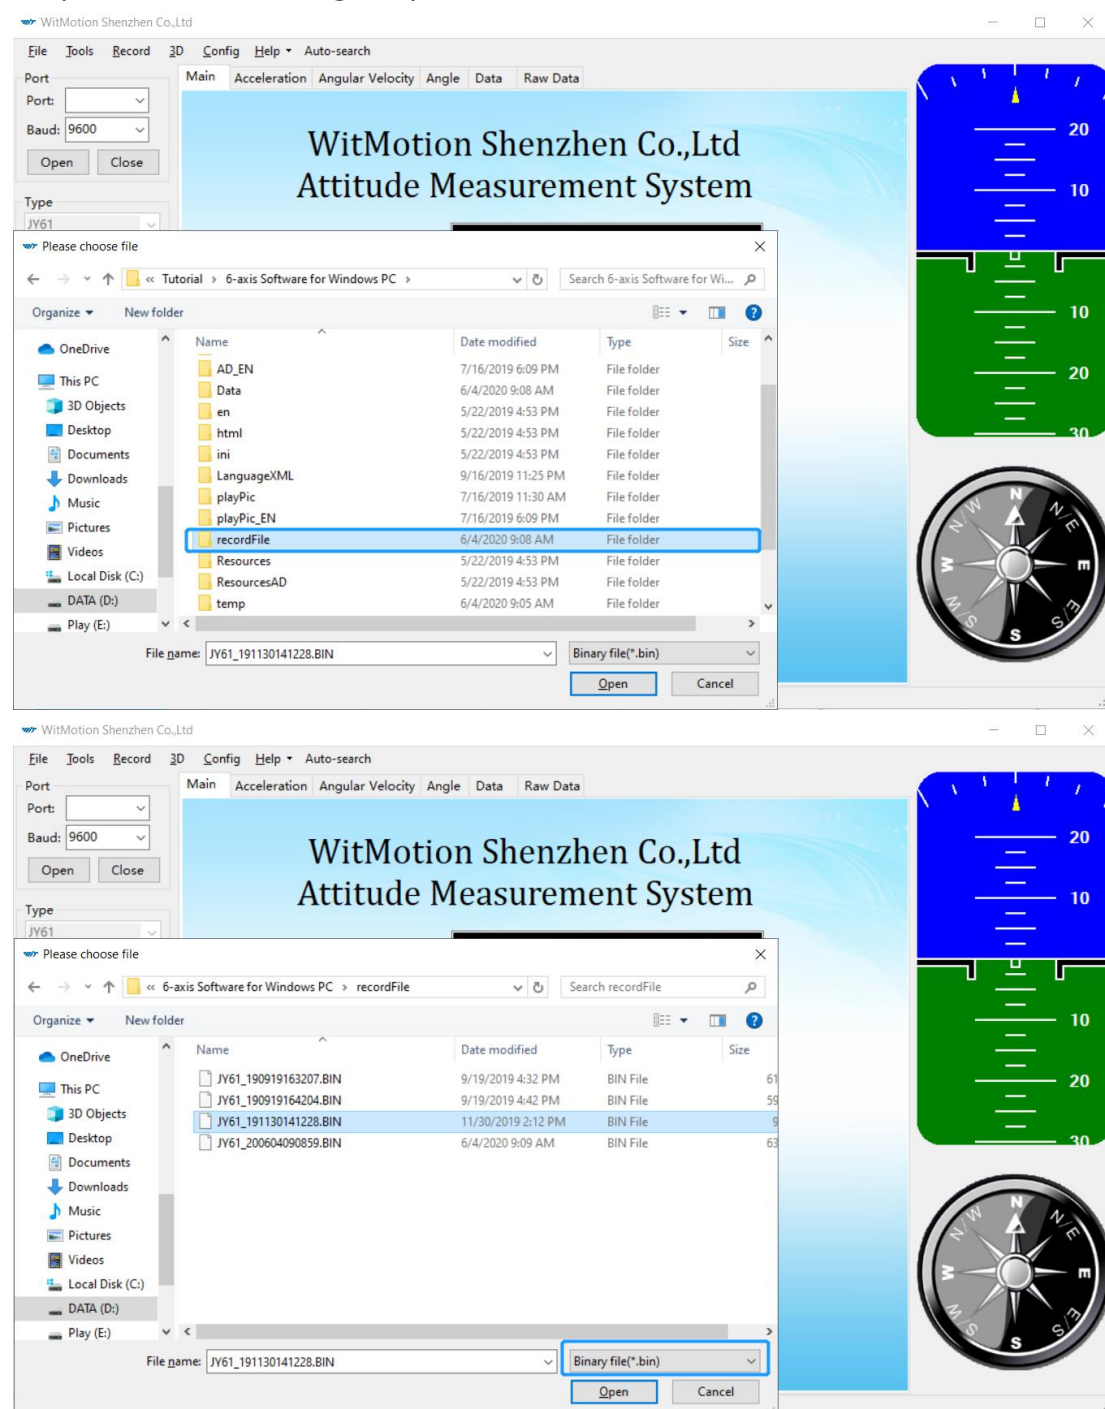 WitMotion Shenzhen Co.,Ltd
File Tools Record 3D Config Help Auto-search
Port
Port:
Baud: 9600
Open Close
Type
JY61
Main Acceleration Angular Velocity Angle Data Raw Data
WitMotion Shenzhen Co.,Ltd
Attitude Measurement System
20
10
10
20
30
N
N/E
E
S/E
S
W/S
W
N/W
Please choose file
« Tutorial > 6-axis Software for Windows PC >
Search 6-axis Software for Wi...
Organize New folder
OneDrive
This PC
3D Objects
Desktop
Documents
Downloads
Music
Pictures
Videos
Local Disk (C:)
DATA (D:)
Play (E:)
Name Date modified Type Size
AD_EN 7/16/2019 6:09 PM File folder
Data 6/4/2020 9:08 AM File folder
en 5/22/2019 4:53 PM File folder
html 5/22/2019 4:53 PM File folder
ini 5/22/2019 4:53 PM File folder
LanguageXML 9/16/2019 11:25 PM File folder
playPic 7/16/2019 11:30 AM File folder
playPic_EN 7/16/2019 6:09 PM File folder
recordFile 6/4/2020 9:08 AM File folder
Resources 5/22/2019 4:53 PM File folder
ResourcesAD 5/22/2019 4:53 PM File folder
temp 6/4/2020 9:05 AM File folder
File name: JY61_191130141228.BIN Binary file(*.bin)
Open Cancel
WitMotion Shenzhen Co.,Ltd
File Tools Record 3D Config Help Auto-search
Port
Port:
Baud: 9600
Open Close
Type
JY61
Main Acceleration Angular Velocity Angle Data Raw Data
WitMotion Shenzhen Co.,Ltd
Attitude Measurement System
20
10
10
20
30
N
N/E
E
S/E
S
W/S
W
N/W
Please choose file
« 6-axis Software for Windows PC > recordFile
Search recordFile
Organize New folder
OneDrive
This PC
3D Objects
Desktop
Documents
Downloads
Music
Pictures
Videos
Local Disk (C:)
DATA (D:)
Play (E:)
Name Date modified Type Size
JY61_190919163207.BIN 9/19/2019 4:32 PM BIN File 61
JY61_190919164204.BIN 9/19/2019 4:42 PM BIN File 59
JY61_191130141228.BIN 11/30/2019 2:12 PM BIN File 9
JY61_200604090859.BIN 6/4/2020 9:09 AM BIN File 63
File name: JY61_191130141228.BIN Binary file(*.bin)
Open Cancel